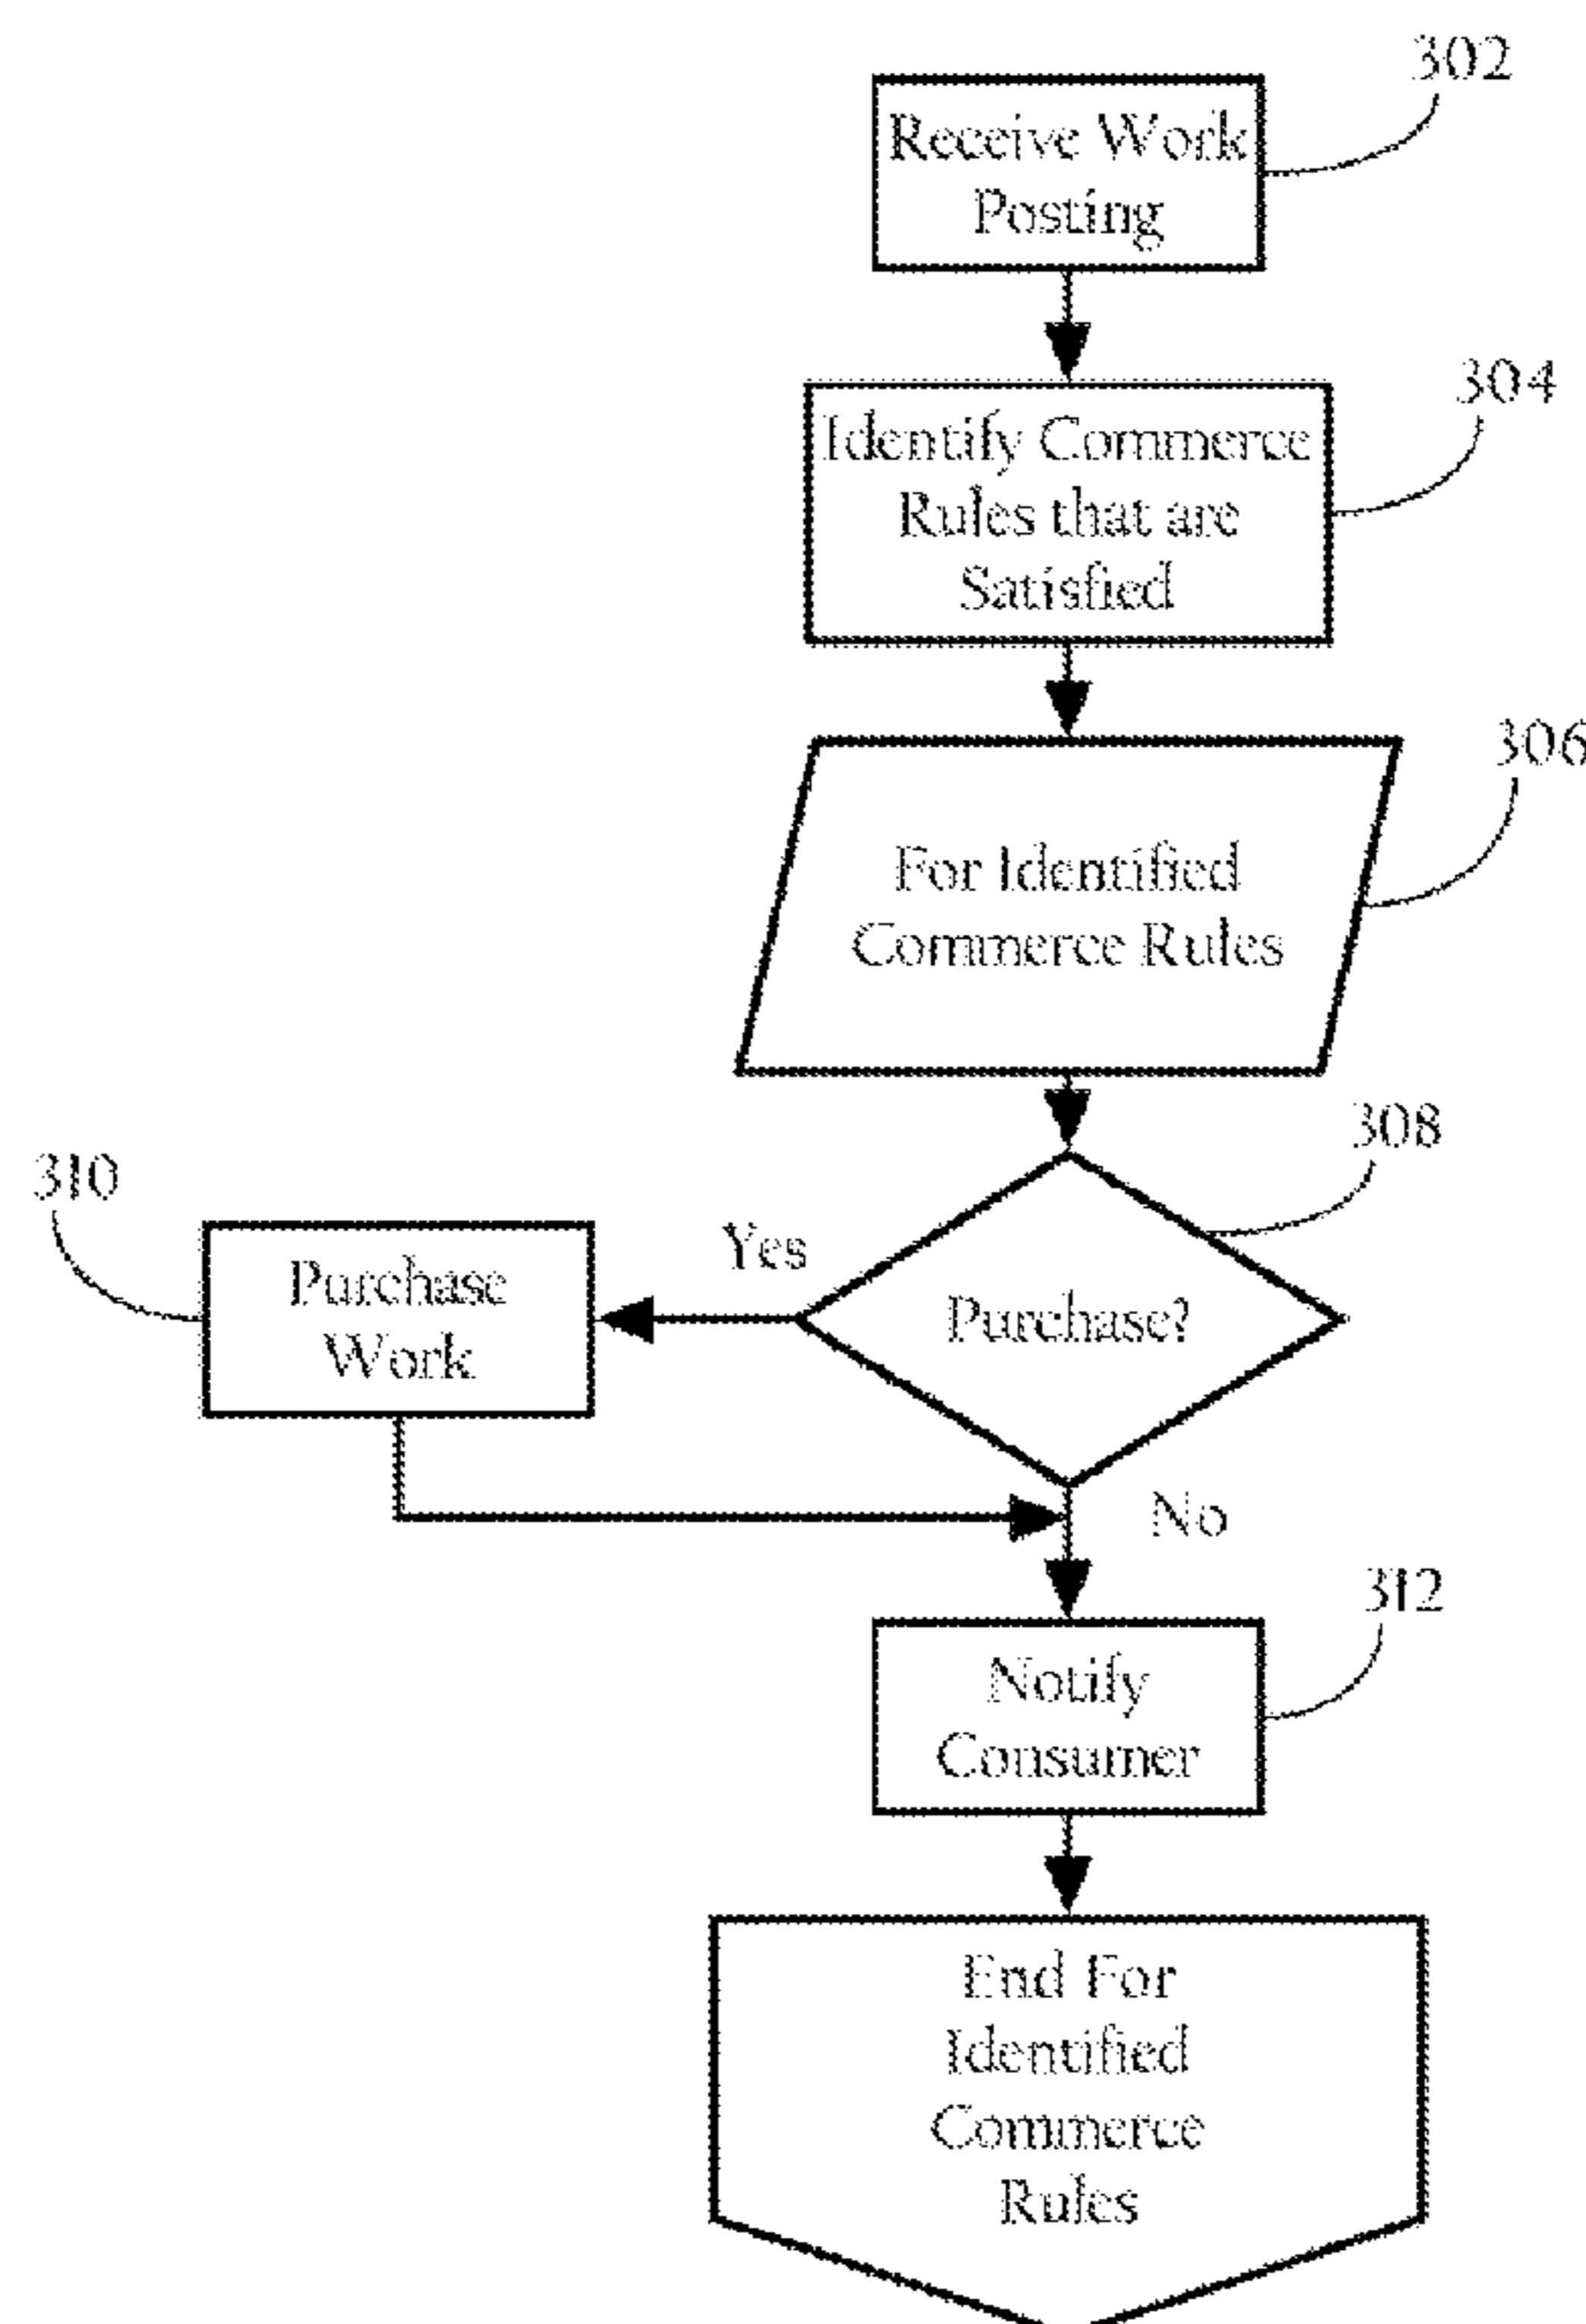 302
Receive Work
Posting
304
Identify Commerce
Rules that are
Satisfied
306
For Identified
Commerce Rules
308
310
Yes
Purchase
Work
Purchase?
No
312
Notify
Consumer
End For
Identified
Commerce
Rules